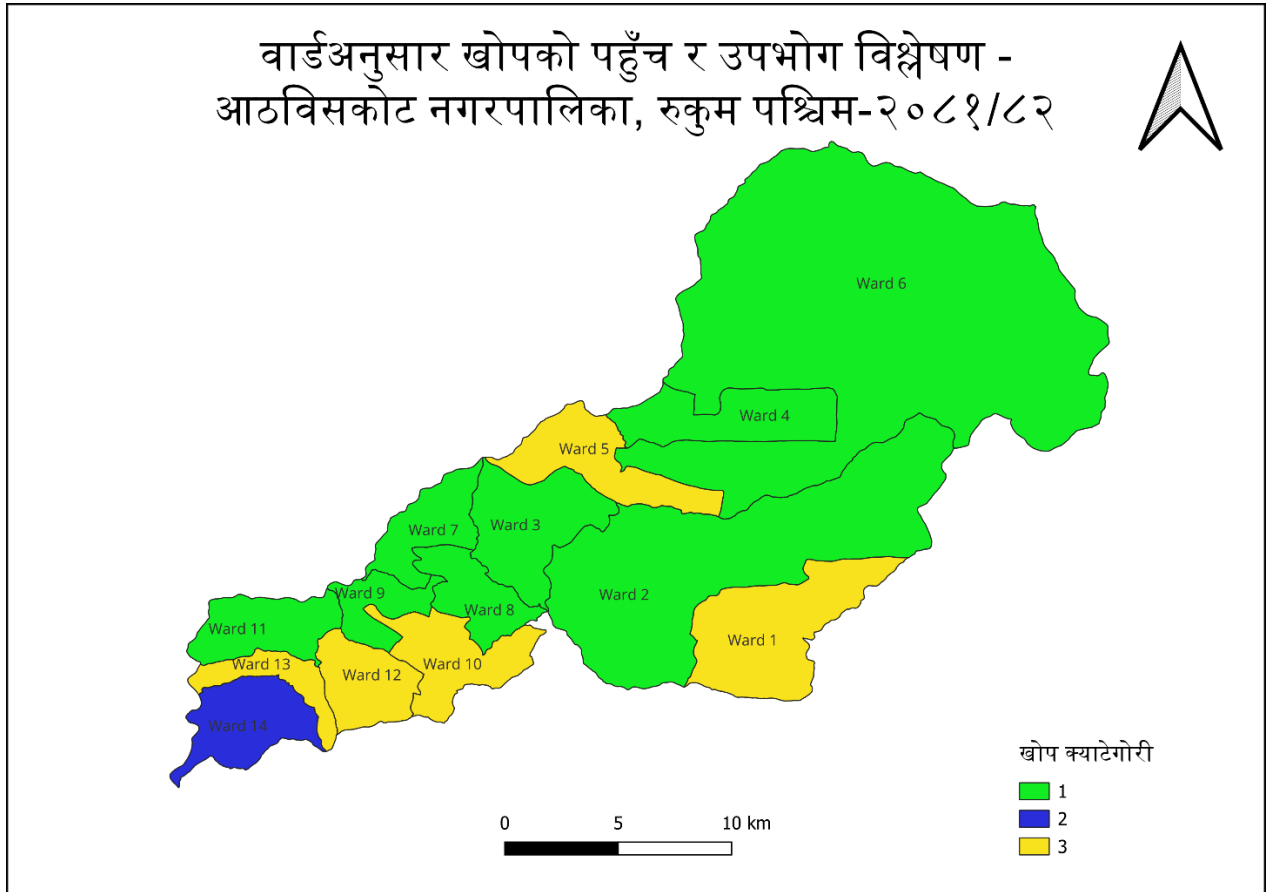 वार्डअनुसार खोपको पहुँच र उपभोग विश्लेषण -
आठविसकोट नगरपालिका, रुकुम पश्चिम-२०८१/८२
Ward 6
Ward 4
Ward 5
Ward 3
Ward 7
Ward 2
Ward 9
Ward 8
Ward 11
Ward 1
Ward 13
Ward 12
Ward 10
Ward 14
खोप क्याटेगोरी
1
2
3
0 5 10 km